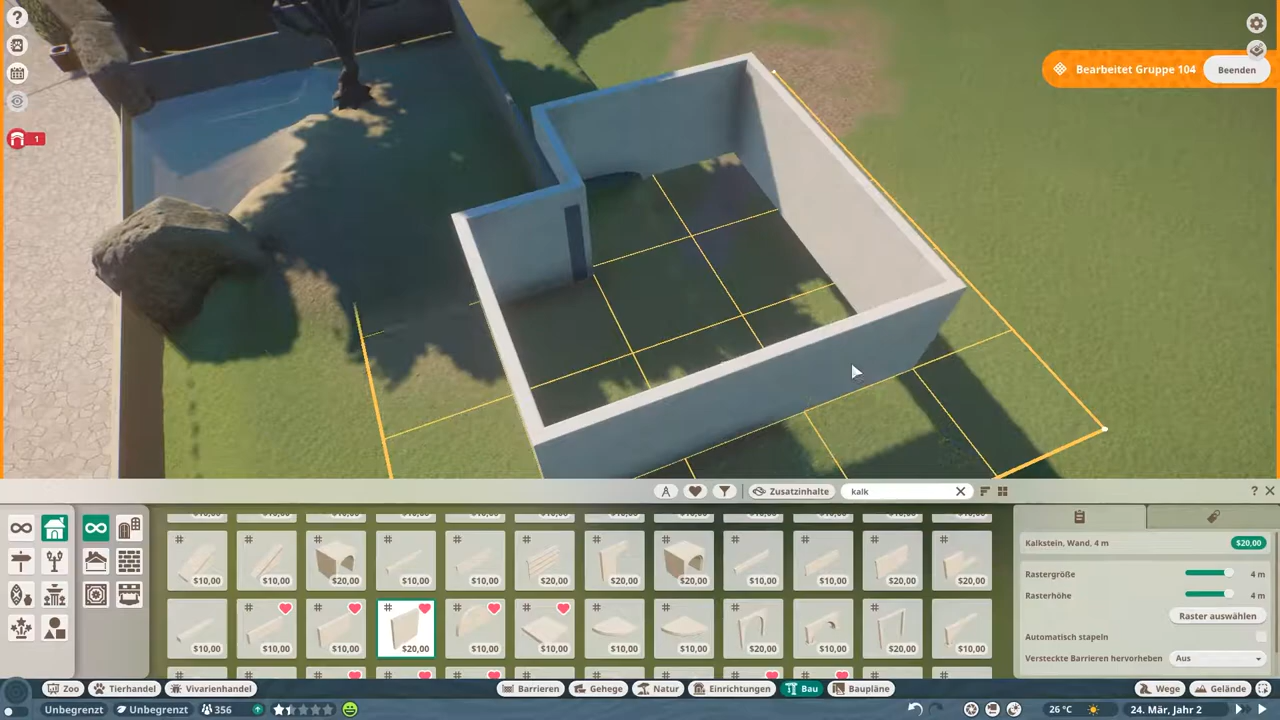 ?
Bearbeitet Gruppe 104
Beenden
1
Zusatzinhalte
kalk
?
$10,00 $10,00 $20,00 $10,00 $10,00 $20,00 $20,00 $20,00 $10,00 $10,00 $20,00 $20,00
$10,00 $10,00 $10,00 $20,00 $10,00 $10,00 $10,00 $10,00 $20,00 $10,00 $20,00 $10,00
Kalkstein, Wand, 4 m
$20,00
Rastergröße
4 m
Rasterhöhe
4 m
Raster auswählen
Automatisch stapeln
Versteckte Barrieren hervorheben
Aus
Zoo
Tierhandel
Vivarienhandel
Barrieren
Gehege
Natur
Einrichtungen
Bau
Baupläne
Wege
Gelände
Unbegrenzt
Unbegrenzt
356
26 °C
24. Mär, Jahr 2